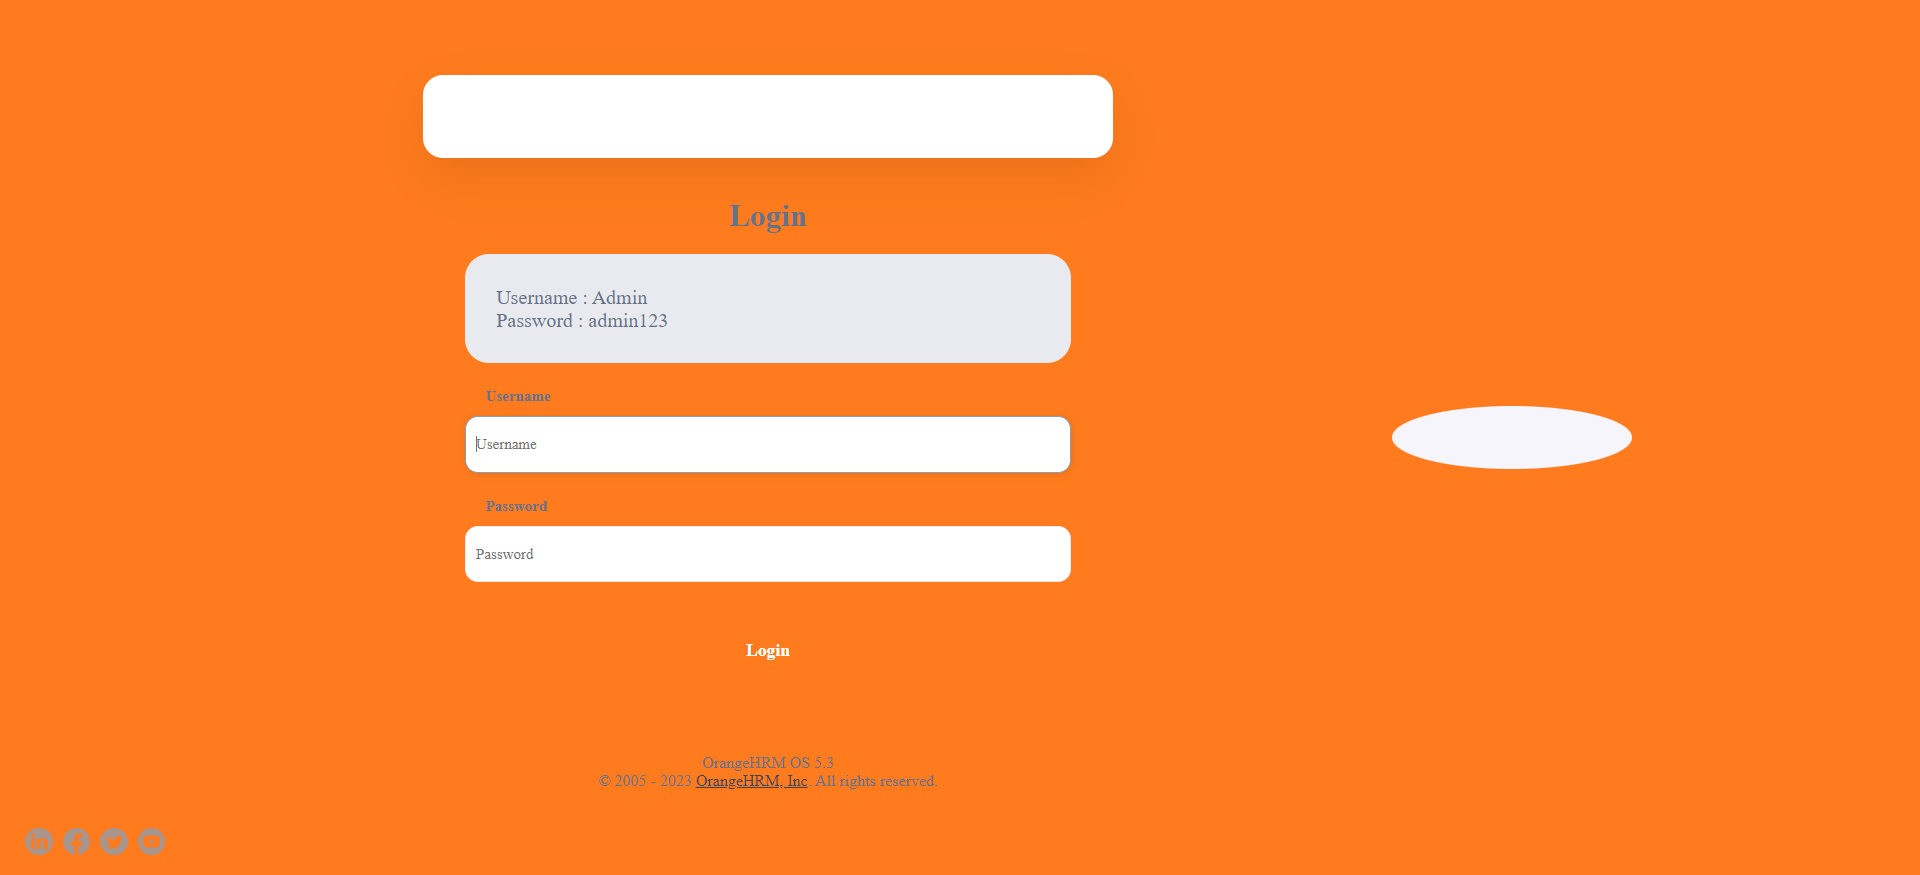 Login
Username : Admin
Password : admin123
Username
Username
Password
Password
Login
OrangeHRM OS 5.3
© 2005 - 2023 OrangeHRM, Inc. All rights reserved.